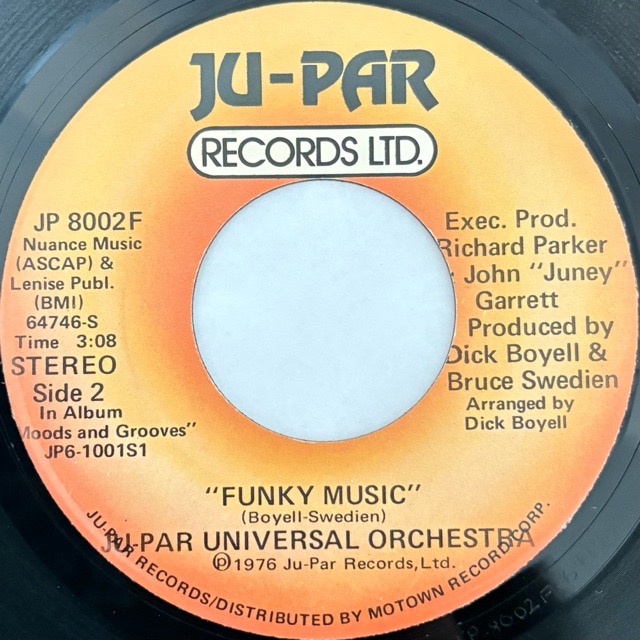 JU-PAR
RECORDS LTD.
JP 8002F
Nuance Music
(ASCAP) &
Lenise Publ.
(BMI)
64746-S
Time 3:08
STEREO
Side 2
In Album
Moods and Grooves"
JP6-1001S1
Exec. Prod.
Richard Parker
& John "Juney"
Garrett
Produced by
Dick Boyell &
Bruce Swedien
Arranged by
Dick Boyell
"FUNKY MUSIC"
(Boyell-Swedien)
JU-PAR UNIVERSAL ORCHESTRA
℗1976 Ju-Par Records, Ltd.
JU-PAR RECORDS/DISTRIBUTED BY MOTOWN RECORD CORP.